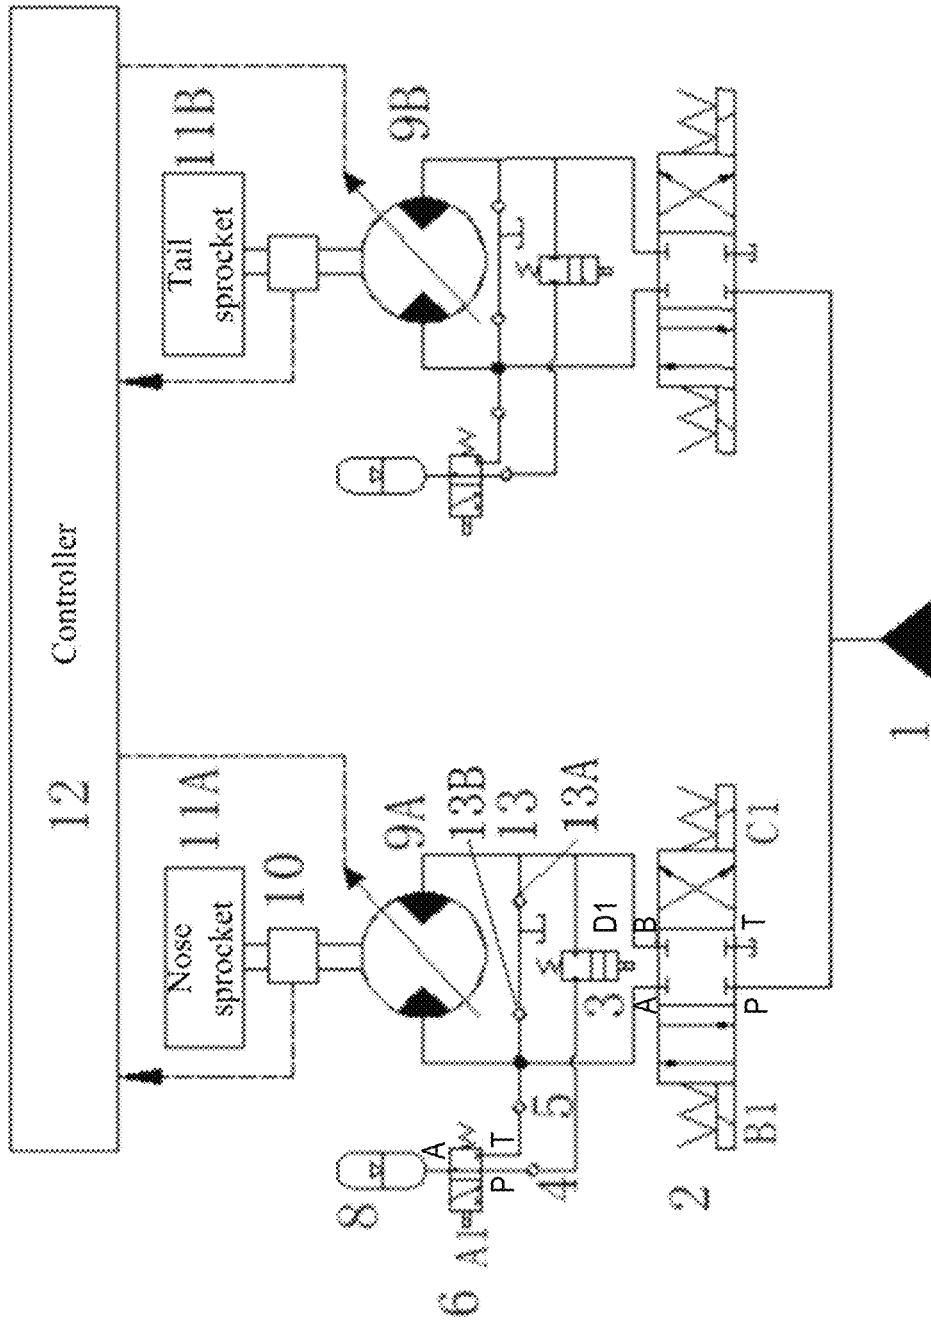 Controller
12
11B
Tail
sprocket
9B
11A
Nose
sprocket
10
9A
13B
13
13A
8
A
6
A1
T
P
5
4
D1
3
B
A
C1
T
P
B1
2
1